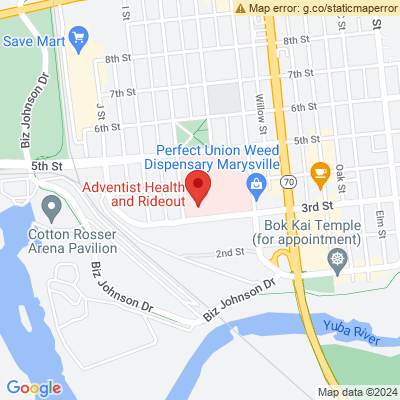 Map error: g.co/staticmaperror
Save Mart
8th St
8th St
7th St
7th St
6th St
6th St
J St
I St
Biz Johnson Dr
Willow St
5th St
5th St
Perfect Union Weed
Dispensary Marysville
Adventist Health
and Rideout
70
Oak St
3rd St
Elm St
Cotton Rosser
Arena Pavilion
Bok Kai Temple
(for appointment)
2nd St
Biz Johnson Dr
Biz Johnson Dr
Yuba River
Google
Map data ©2024